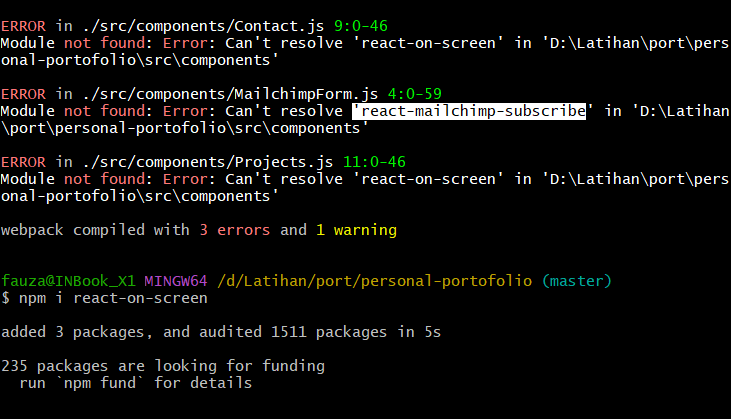 ERROR in ./src/components/Contact.js 9:0-46
Module not found: Error: Can't resolve 'react-on-screen' in 'D:\Latihan\port\pers
onal-portofolio\src\components'
ERROR in ./src/components/MailchimpForm.js 4:0-59
Module not found: Error: Can't resolve 'react-mailchimp-subscribe' in 'D:\Latihan
\port\personal-portofolio\src\components'
ERROR in ./src/components/Projects.js 11:0-46
Module not found: Error: Can't resolve 'react-on-screen' in 'D:\Latihan\port\pers
onal-portofolio\src\components'
webpack compiled with 3 errors and 1 warning
fauza@INBook_X1 MINGW64 /d/Latihan/port/personal-portofolio (master)
$ npm i react-on-screen
added 3 packages, and audited 1511 packages in 5s
235 packages are looking for funding
  run `npm fund` for details